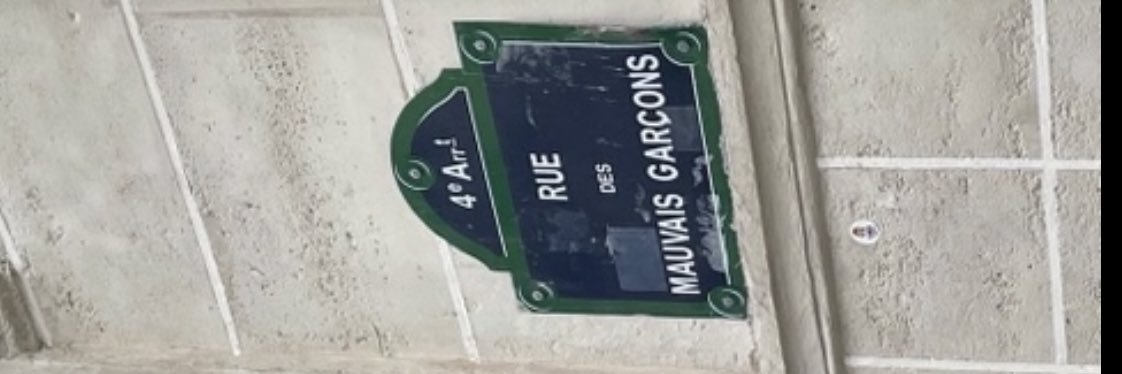 4e Arrt
RUE
DES
MAUVAIS GARCONS